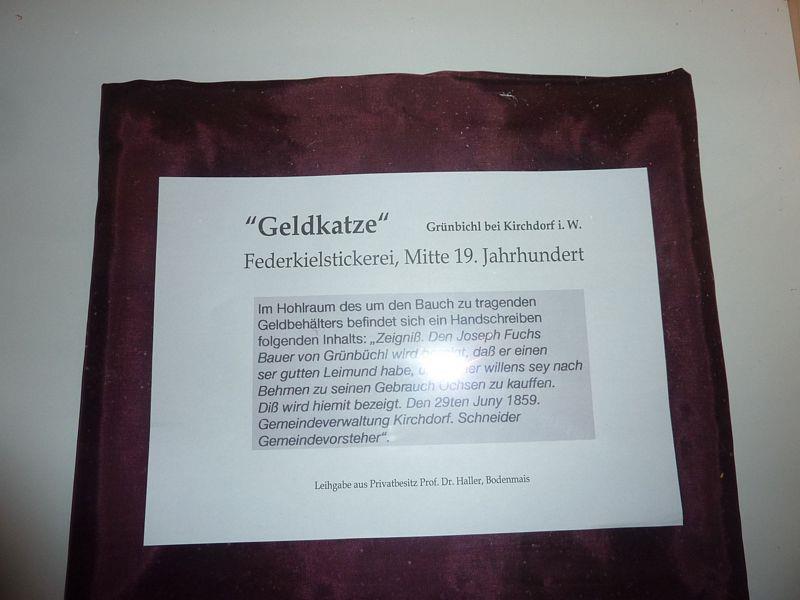 “Geldkatze“ Grünbichl bei Kirchdorf i. W.
Federkielstickerei, Mitte 19. Jahrhundert
Im Hohlraum des um den Bauch zu tragenden
Geldbehälters befindet sich ein Handschreiben
folgenden Inhalts: „Zeigniß. Den Joseph Fuchs
Bauer von Grünbüchl wird daß er einen
ser gutten Leimund habe, willens sey nach
Behmen zu seinen Gebrauch Ochsen zu kauffen.
Diß wird hiemit bezeigt. Den 29ten Juny 1859.
Gemeindeverwaltung Kirchdorf. Schneider
Gemeindevorsteher“.
Leihgabe aus Privatbesitz Prof. Dr. Haller, Bodenmais